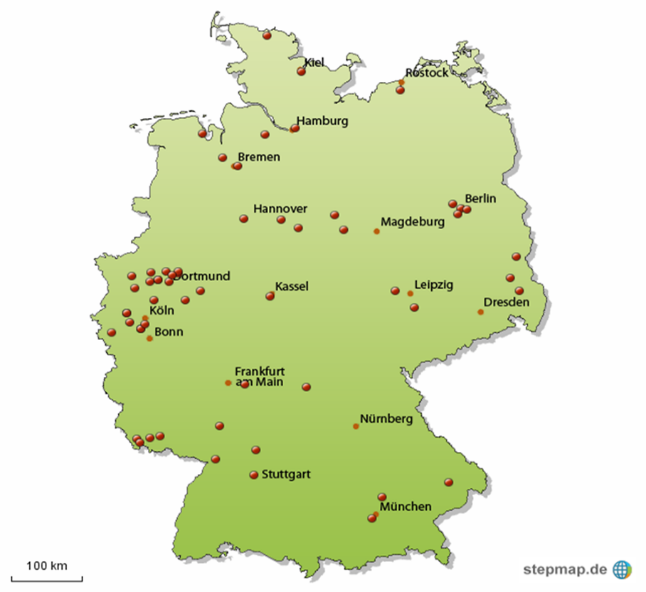 Kiel
Rostock
Hamburg
Bremen
Berlin
Hannover
Magdeburg
Dortmund
Kassel
Leipzig
Dresden
Köln
Bonn
Frankfurt
am Main
Nürnberg
Stuttgart
München
100 km
stepmap.de